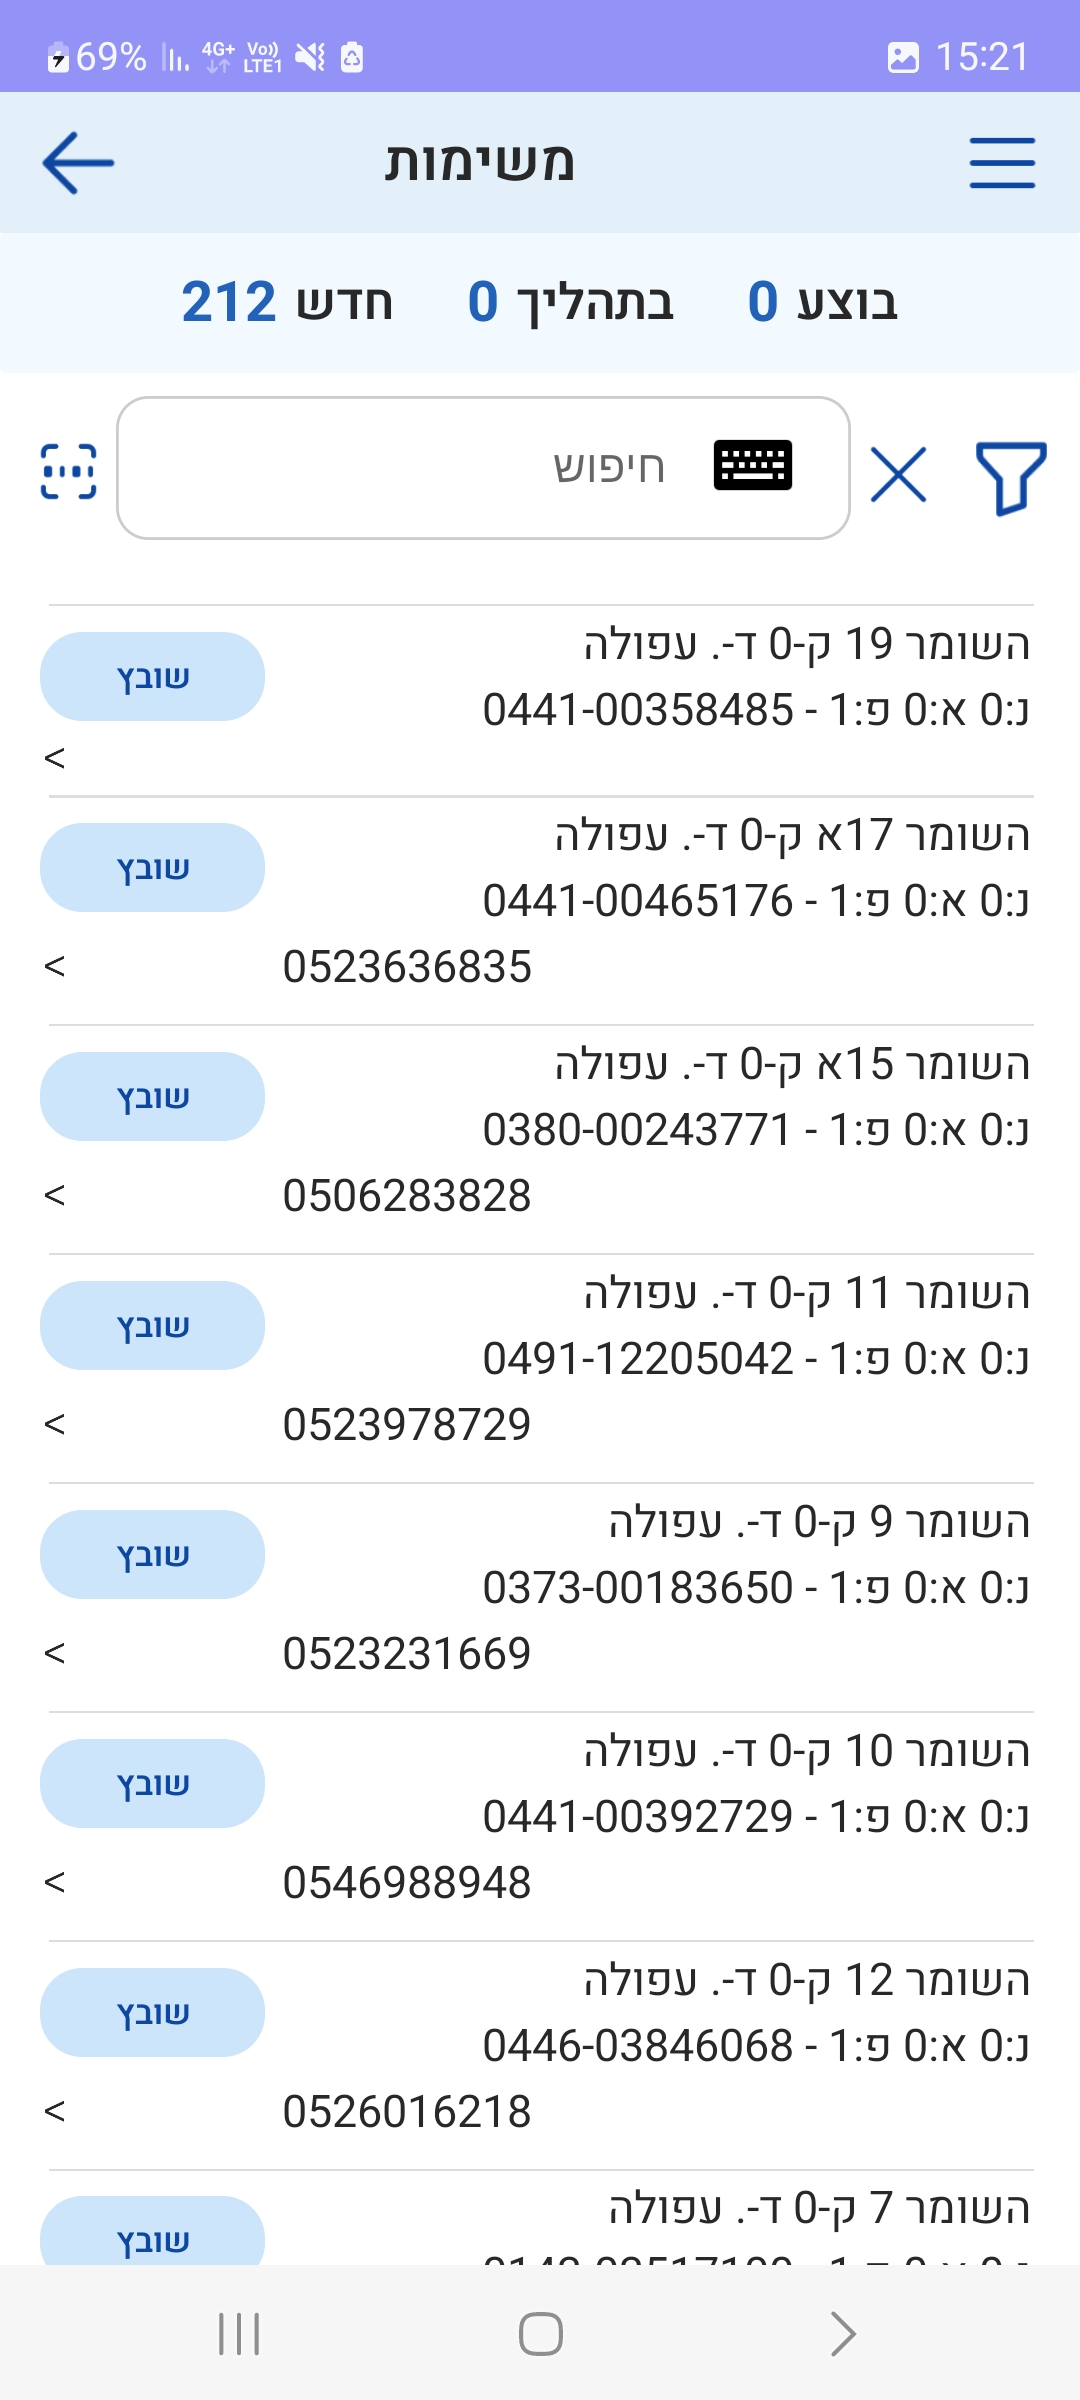 69% 4G+ Vo)) LTE1 15:21
משימות
בוצע 0 בתהליך 0 חדש 212
חיפוש
השומר 19 ק-0 ד-. עפולה
שובץ
נ:0 א:0 פ:1 - 0441-00358485
<
השומר 17א ק-0 ד-. עפולה
שובץ
נ:0 א:0 פ:1 - 0441-00465176
0523636835 <
השומר 15א ק-0 ד-. עפולה
שובץ
נ:0 א:0 פ:1 - 0380-00243771
0506283828 <
השומר 11 ק-0 ד-. עפולה
שובץ
נ:0 א:0 פ:1 - 0491-12205042
0523978729 <
השומר 9 ק-0 ד-. עפולה
שובץ
נ:0 א:0 פ:1 - 0373-00183650
0523231669 <
השומר 10 ק-0 ד-. עפולה
שובץ
נ:0 א:0 פ:1 - 0441-00392729
0546988948 <
השומר 12 ק-0 ד-. עפולה
שובץ
נ:0 א:0 פ:1 - 0446-03846068
0526016218 <
השומר 7 ק-0 ד-. עפולה
שובץ